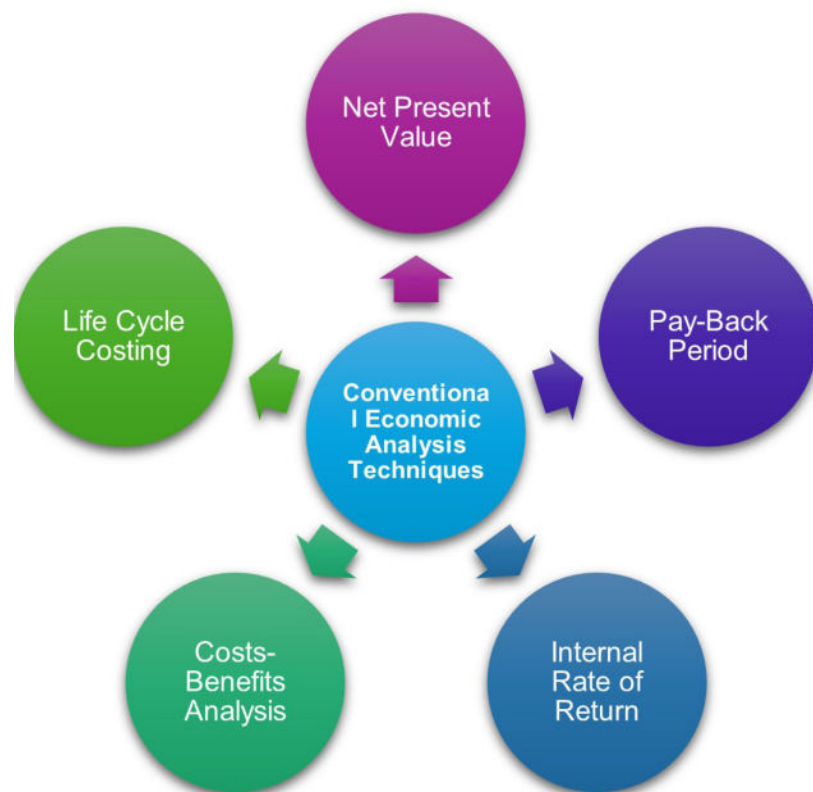 Net Present
Value
Life Cycle
Costing
Pay-Back
Period
Conventiona
l Economic
Analysis
Techniques
Costs-
Benefits
Analysis
Internal
Rate of
Return